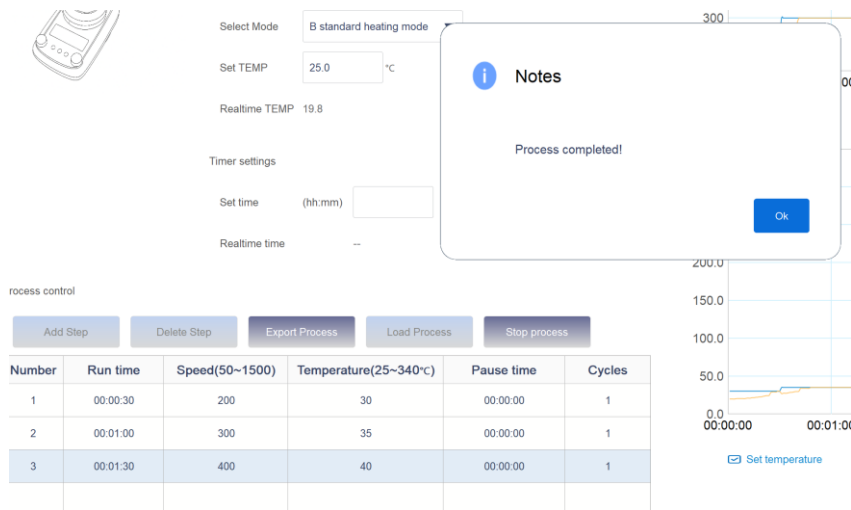 Select Mode B standard heating mode
300
Set TEMP 25.0 °C
Notes
Realtime TEMP 19.8
Process completed!
Timer settings
Set time (hh:mm)
Ok
Realtime time --
200.0
rocess control
150.0
Add Step Delete Step Export Process Load Process Stop process
100.0
Number Run time Speed(50~1500) Temperature(25~340°C) Pause time Cycles
50.0
1 00:00:30 200 30 00:00:00 1
0.0
00:00:00 00:01:00
2 00:01:00 300 35 00:00:00 1
Set temperature
3 00:01:30 400 40 00:00:00 1